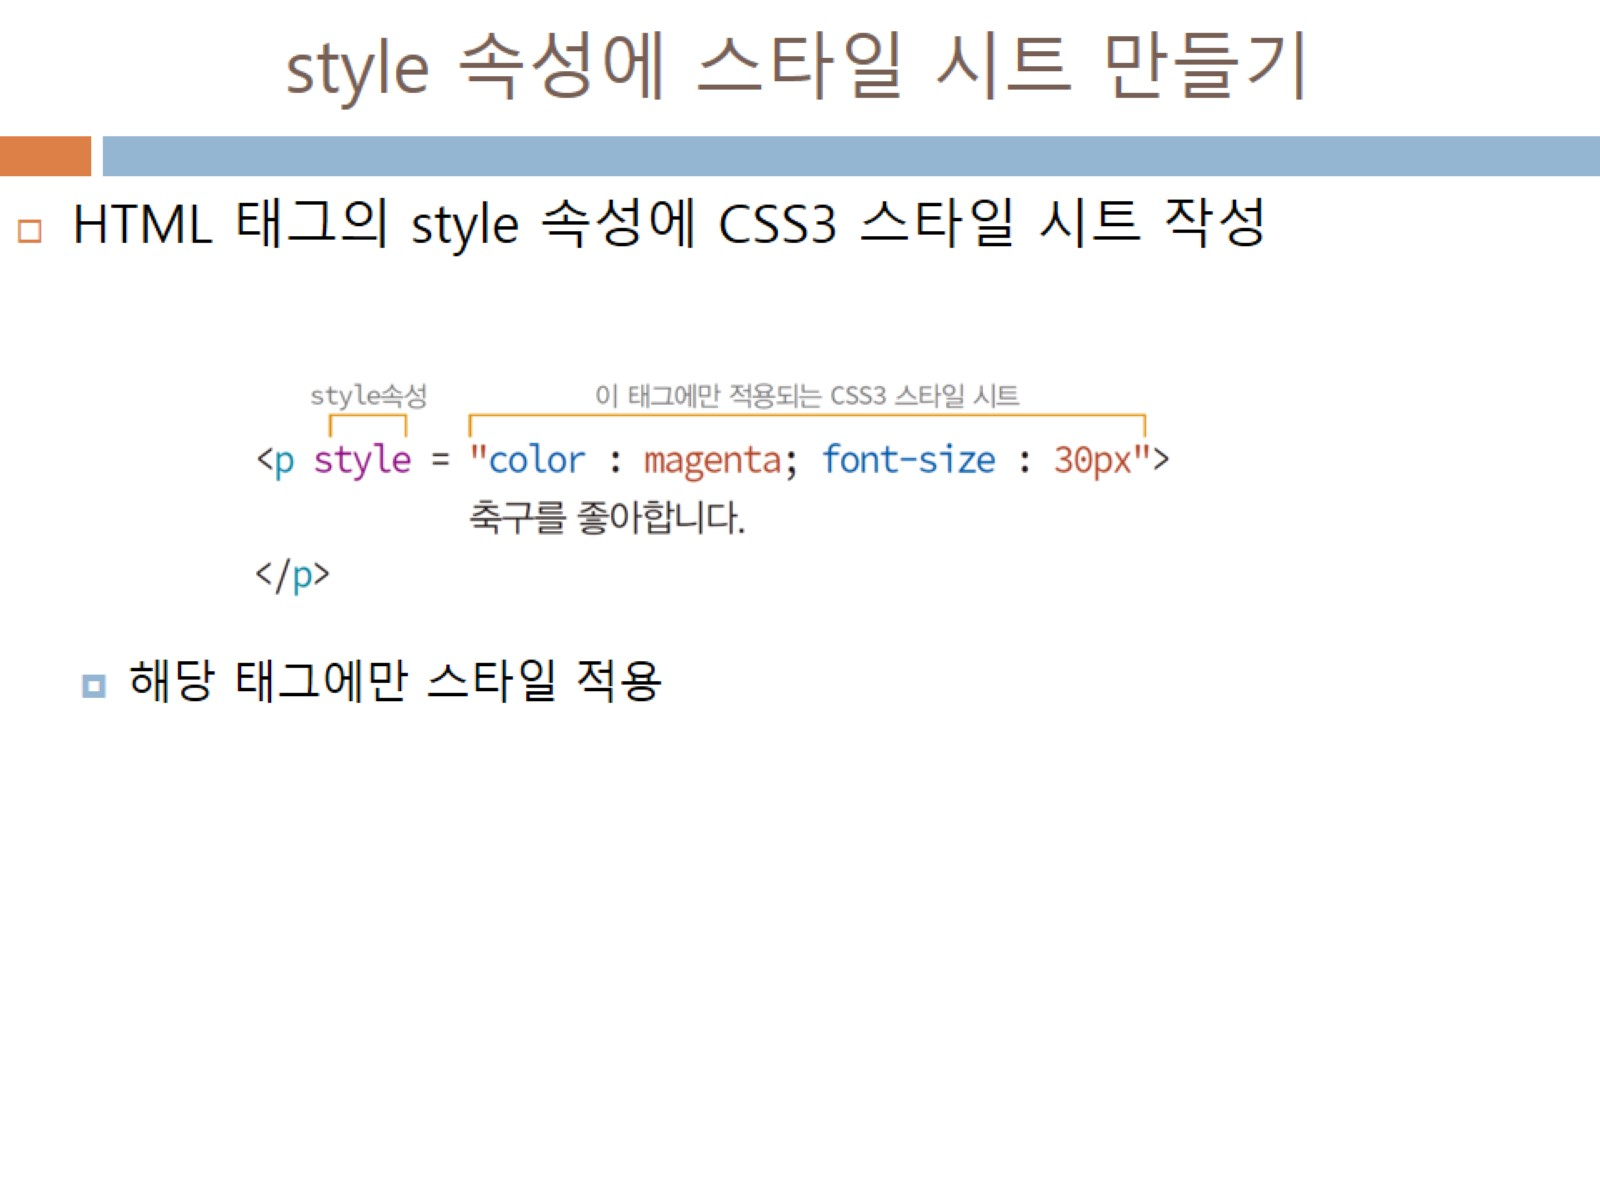 style 속성에 스타일 시트 만들기
HTML 태그의 style 속성에 CSS3 스타일 시트 작성
style속성
이 태그에만 적용되는 CSS3 스타일 시트
<p style = "color : magenta; font-size : 30px">
축구를 좋아합니다.
</p>
해당 태그에만 스타일 적용